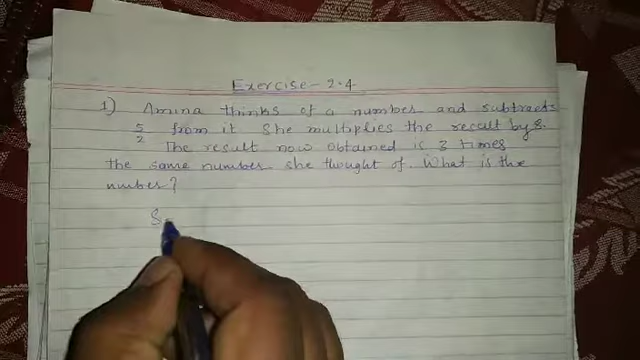 Exercise-2.4
1) Amina thinks of a number and subtracts
5/2 from it. She multiplies the result by 8.
The result now obtained is 3 times
the same number she thought of. What is the
number?
S